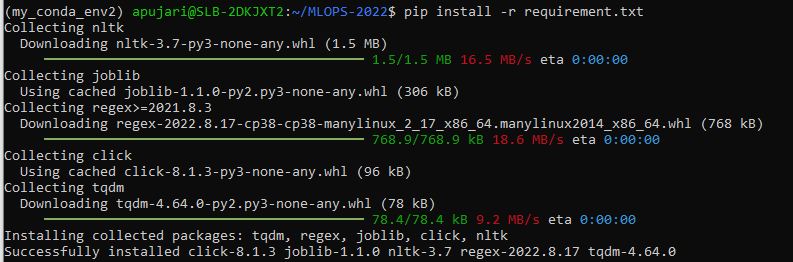 (my_conda_env2) apujari@SLB-2DKJXT2:~/MLOPS-2022$ pip install -r requirement.txt
Collecting nltk
  Downloading nltk-3.7-py3-none-any.whl (1.5 MB)
1.5/1.5 MB 16.5 MB/s eta 0:00:00
Collecting joblib
  Using cached joblib-1.1.0-py2.py3-none-any.whl (306 kB)
Collecting regex>=2021.8.3
  Downloading regex-2022.8.17-cp38-cp38-manylinux_2_17_x86_64.manylinux2014_x86_64.whl (768 kB)
768.9/768.9 kB 18.6 MB/s eta 0:00:00
Collecting click
  Using cached click-8.1.3-py3-none-any.whl (96 kB)
Collecting tqdm
  Downloading tqdm-4.64.0-py2.py3-none-any.whl (78 kB)
78.4/78.4 kB 9.2 MB/s eta 0:00:00
Installing collected packages: tqdm, regex, joblib, click, nltk
Successfully installed click-8.1.3 joblib-1.1.0 nltk-3.7 regex-2022.8.17 tqdm-4.64.0